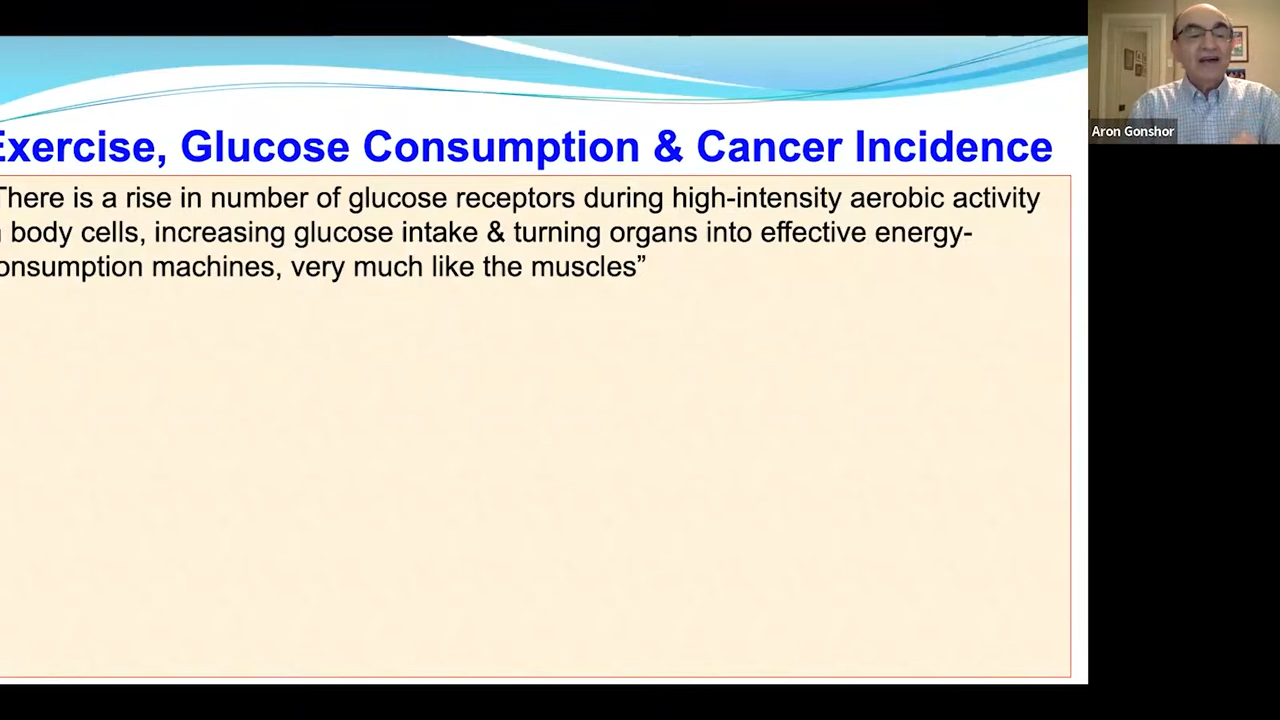 Exercise, Glucose Consumption & Cancer Incidence
There is a rise in number of glucose receptors during high-intensity aerobic activity
body cells, increasing glucose intake & turning organs into effective energy-
onsumption machines, very much like the muscles”
Aron Gonshor